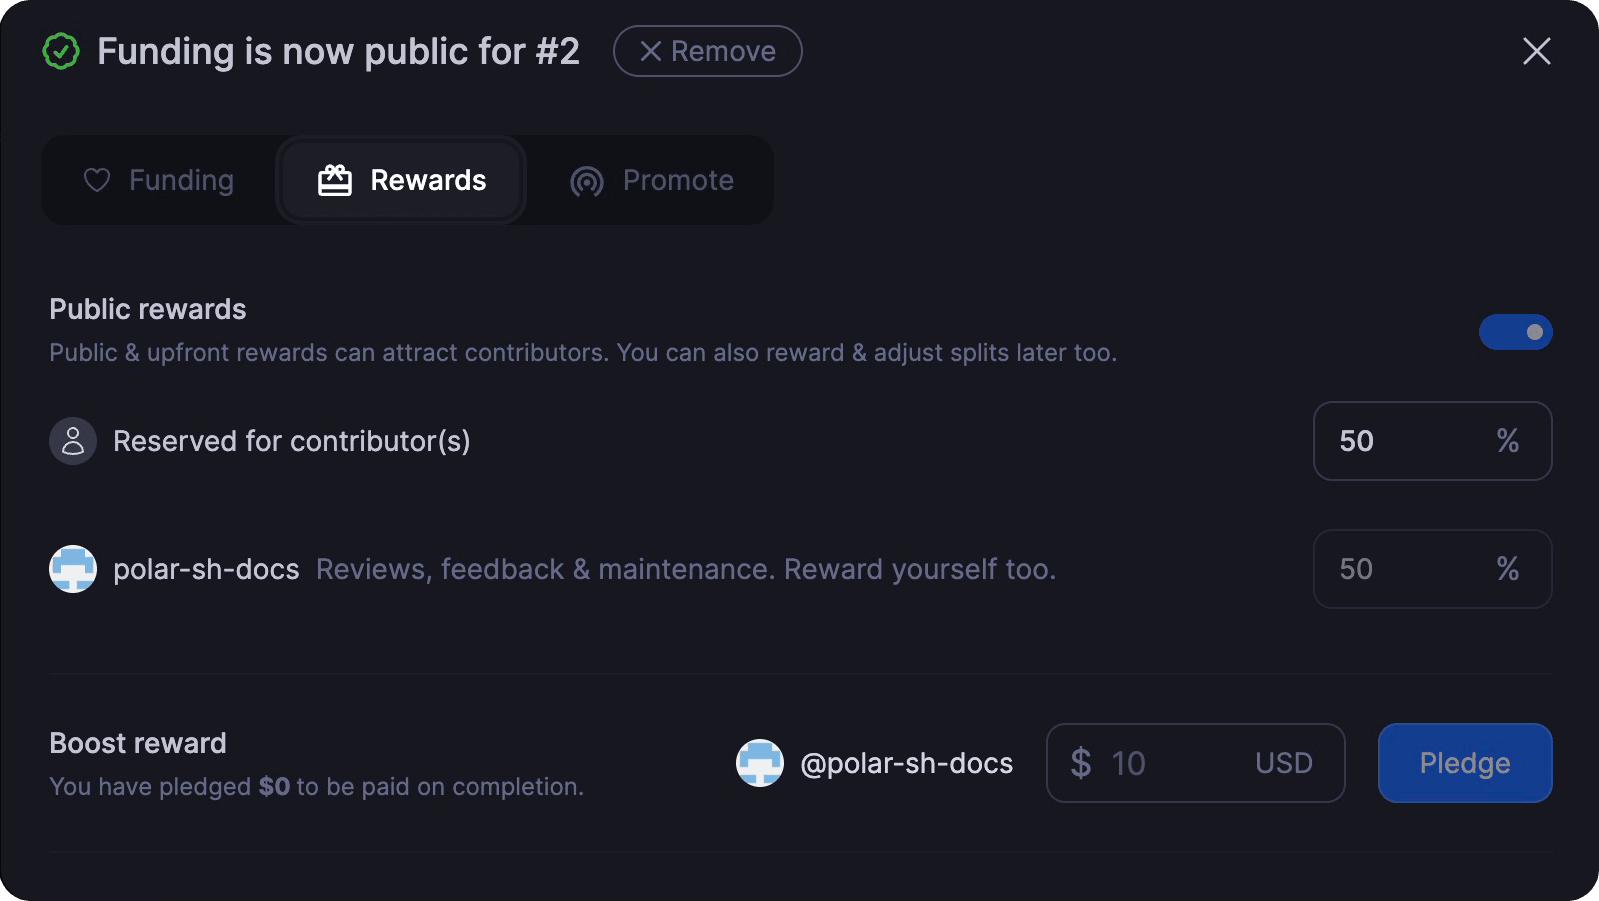 Funding is now public for #2
Remove
Funding
Rewards
Promote
Public rewards
Public & upfront rewards can attract contributors. You can also reward & adjust splits later too.
Reserved for contributor(s)
50 %
polar-sh-docs Reviews, feedback & maintenance. Reward yourself too.
50 %
Boost reward
You have pledged $0 to be paid on completion.
@polar-sh-docs
$ 10 USD
Pledge